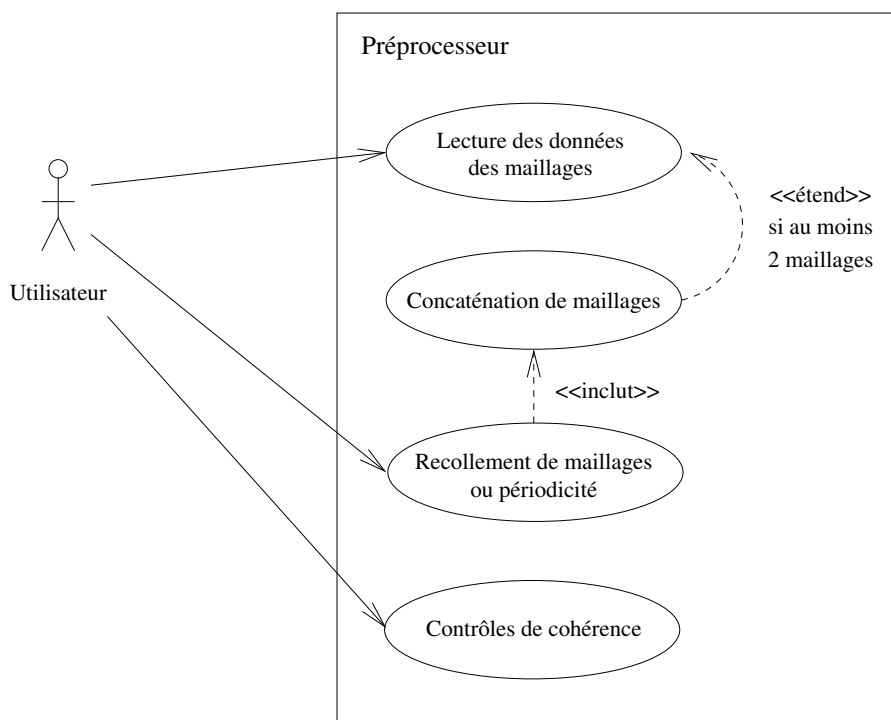 Préprocesseur
Lecture des données
des maillages
<<étend>>
si au moins
2 maillages
Utilisateur
Concaténation de maillages
<<inclut>>
Recollement de maillages
ou périodicité
Contrôles de cohérence